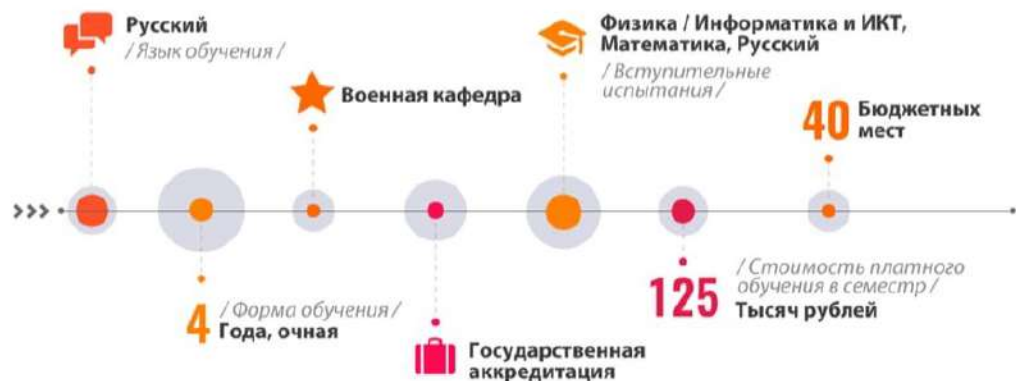 Русский
/ Язык обучения /
Военная кафедра
Физика / Информатика и ИКТ,
Математика, Русский
/ Вступительные
испытания /
40 Бюджетных
мест
4 / Форма обучения /
Года, очная
Государственная
аккредитация
125 / Стоимость платного
обучения в семестр /
Тысяч рублей